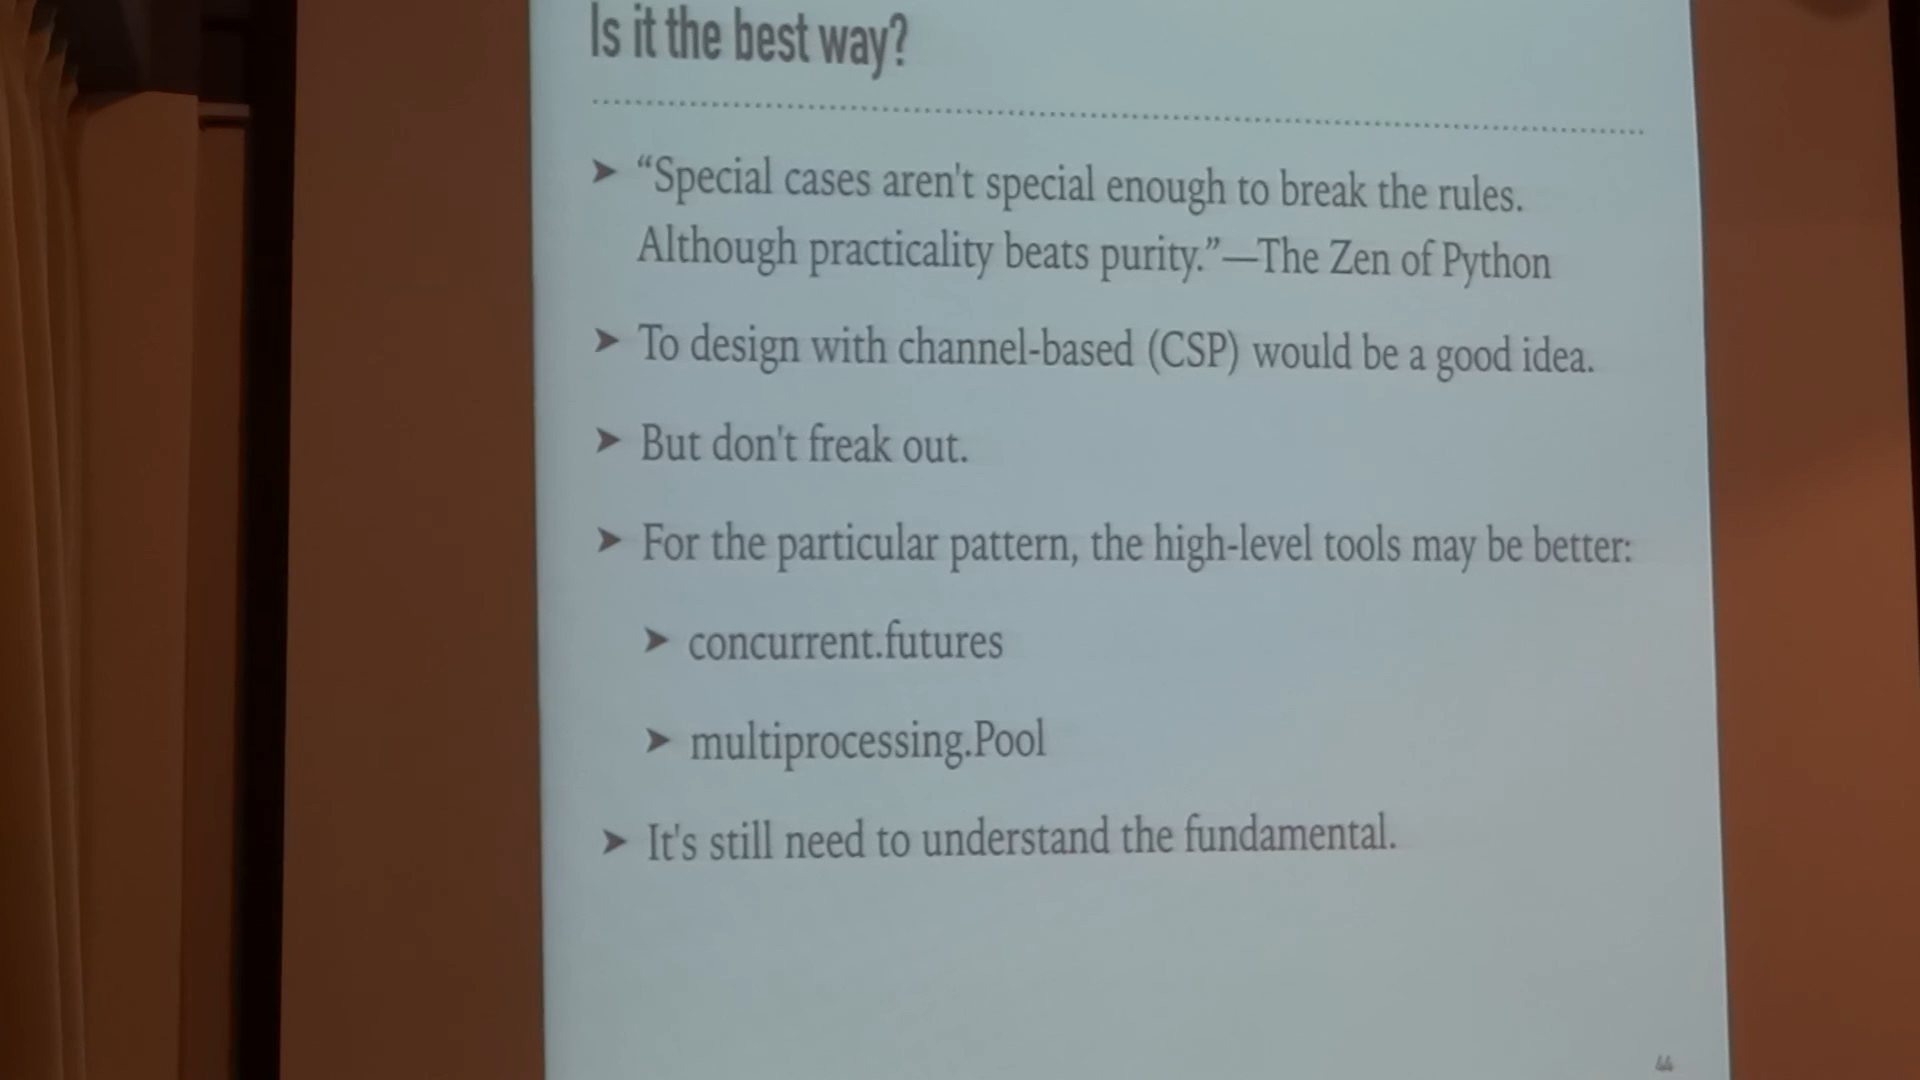 Is it the best way?
➤ “Special cases aren't special enough to break the rules.
Although practicality beats purity.”—The Zen of Python
➤ To design with channel-based (CSP) would be a good idea.
➤ But don't freak out.
➤ For the particular pattern, the high-level tools may be better:
➤ concurrent.futures
➤ multiprocessing.Pool
➤ It's still need to understand the fundamental.
44